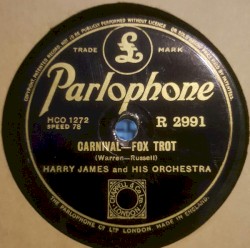 TRADE MARK
Parlophone
MCO 1272
SPEED 78
R 2991
CARNIVAL—FOX TROT
(Warren—Russell)
HARRY JAMES and HIS ORCHESTRA
LONDON
THE PARLOPHONE CO. LTD LONDON. MADE IN ENGLAND.